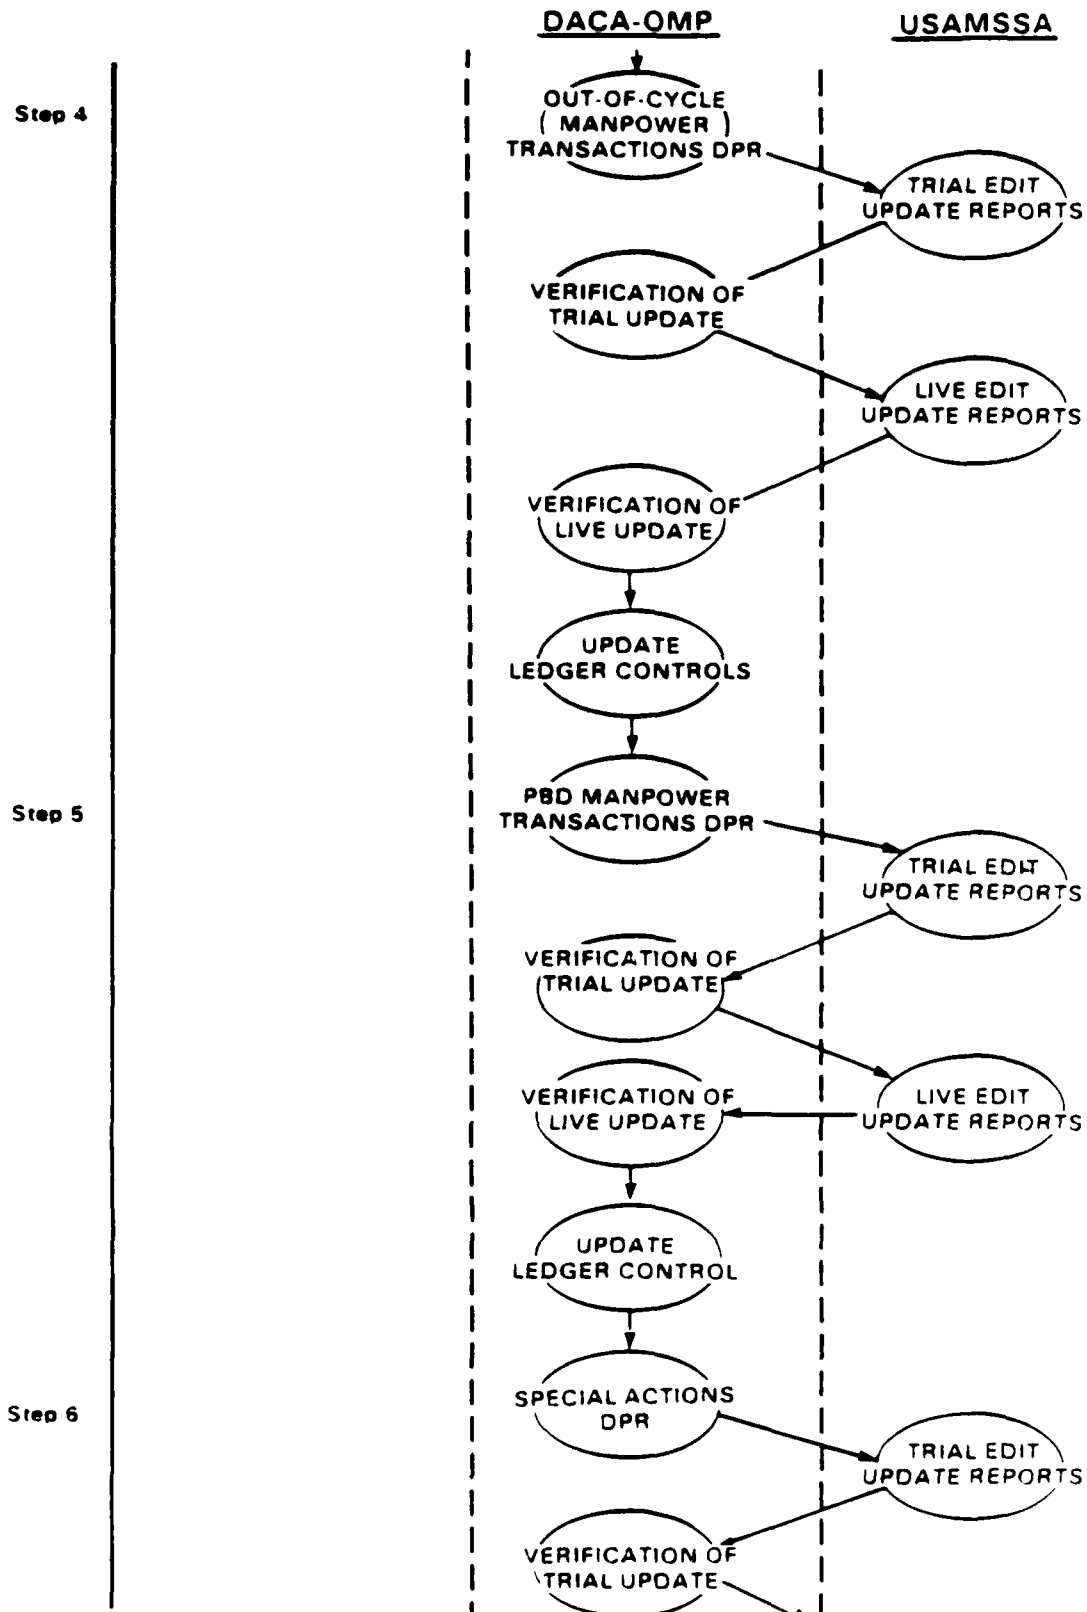 DACA-OMP
USAMSSA
Step 4
OUT-OF-CYCLE
(MANPOWER)
TRANSACTIONS DPR
TRIAL EDIT
UPDATE REPORTS
VERIFICATION OF
TRIAL UPDATE
LIVE EDIT
UPDATE REPORTS
VERIFICATION OF
LIVE UPDATE
UPDATE
LEDGER CONTROLS
Step 5
PBD MANPOWER
TRANSACTIONS DPR
TRIAL EDIT
UPDATE REPORTS
VERIFICATION OF
TRIAL UPDATE
VERIFICATION OF
LIVE UPDATE
LIVE EDIT
UPDATE REPORTS
UPDATE
LEDGER CONTROL
Step 6
SPECIAL ACTIONS
DPR
TRIAL EDIT
UPDATE REPORTS
VERIFICATION OF
TRIAL UPDATE